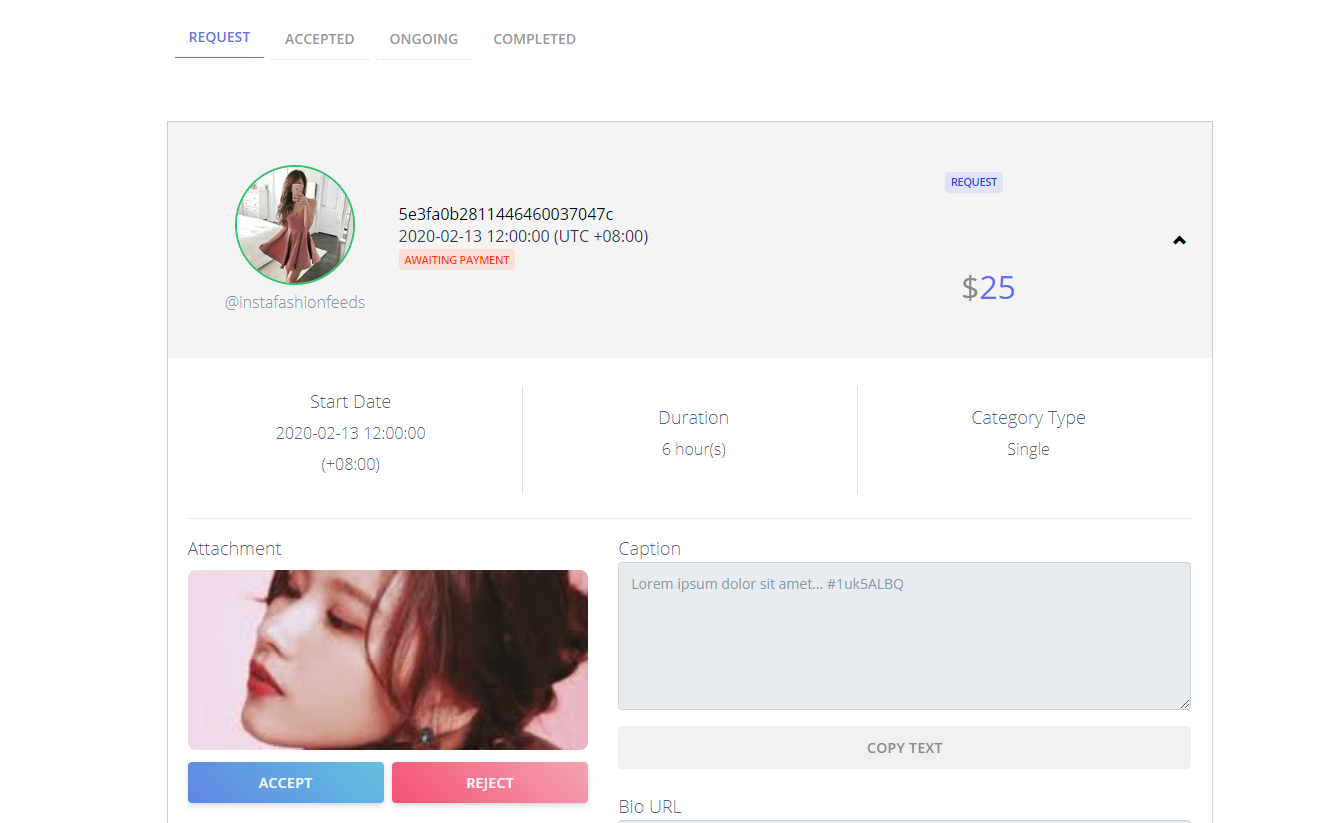 REQUEST ACCEPTED ONGOING COMPLETED
REQUEST
5e3fa0b2811446460037047c
2020-02-13 12:00:00 (UTC +08:00)
AWAITING PAYMENT
$25
@instafashionfeeds
Start Date
2020-02-13 12:00:00
(+08:00)
Duration
6 hour(s)
Category Type
Single
Attachment
ACCEPT REJECT
Caption
Lorem ipsum dolor sit amet... #1uk5ALBQ
COPY TEXT
Bio URL